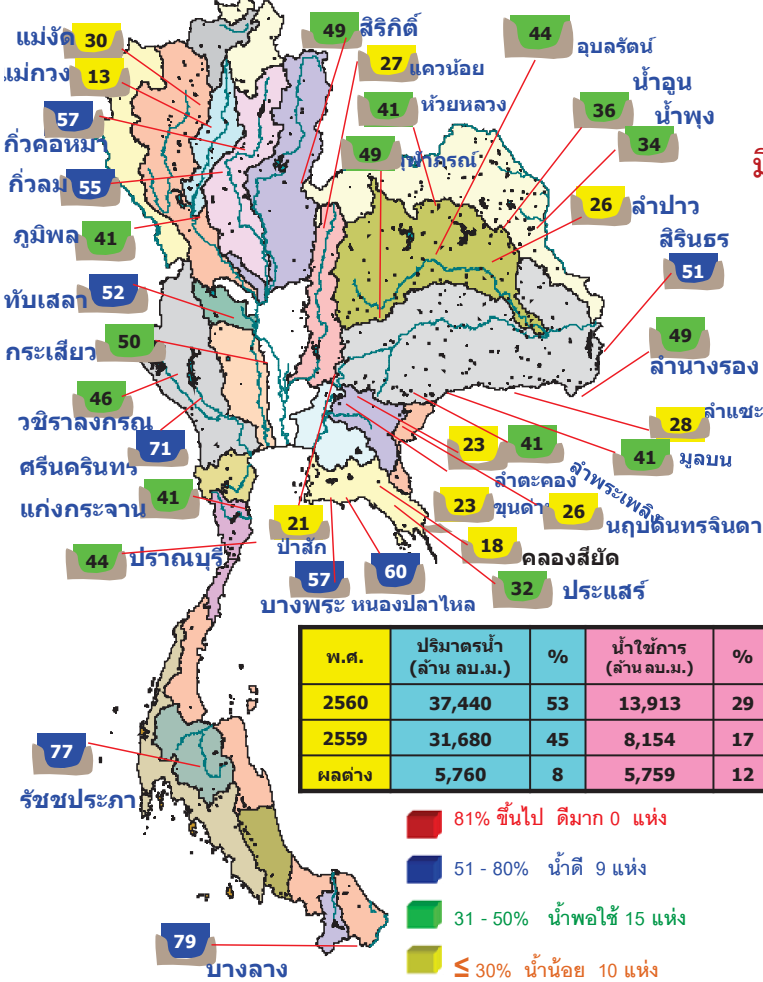 แม่งัด 30
แม่กวง 13
57
กิ่วคอหมา
กิ่วลม 55
ภูมิพล 41
ทับเสลา 52
กระเสียว 50
46
วชิราลงกรณ
71
ศรีนครินทร์
แก่งกระจาน 41
44 ปราณบุรี
49 สิริกิติ์
27 แควน้อย
41 ห้วยหลวง
49 จุฬาภรณ์
44 อุบลรัตน์
น้ำอูน
36 น้ำพุง
34
26 ลำปาว
สิรินธร
51
49
ลำนางรอง
28 ลำแซะ
41 มูลบน
23 41
ลำตะคอง ลำพระเพลิง
23 ขุนด่าน
26 นฤบดินทรจินดา
21
ป่าสัก
18 คลองสียัด
57 60
บางพระ หนองปลาไหล
32 ประแสร์
พ.ศ. ปริมาตรน้ำ (ล้าน ลบ.ม.) % น้ำใช้การ (ล้าน ลบ.ม.) %
2560 37,440 53 13,913 29
2559 31,680 45 8,154 17
ผลต่าง 5,760 8 5,759 12
77
รัชชประภา
81% ขึ้นไป ดีมาก 0 แห่ง
51 - 80% น้ำดี 9 แห่ง
31 - 50% น้ำพอใช้ 15 แห่ง
≤ 30% น้ำน้อย 10 แห่ง
79
บางลาง